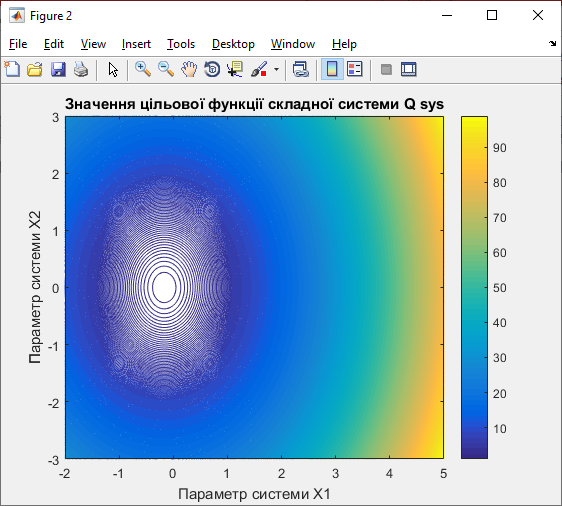 Figure 2
File Edit View Insert Tools Desktop Window Help
Значення цільової функції складної системи Q sys
3
2
1
0
-1
-2
-3
Параметр системи X2
-2 -1 0 1 2 3 4 5
Параметр системи X1
90
80
70
60
50
40
30
20
10